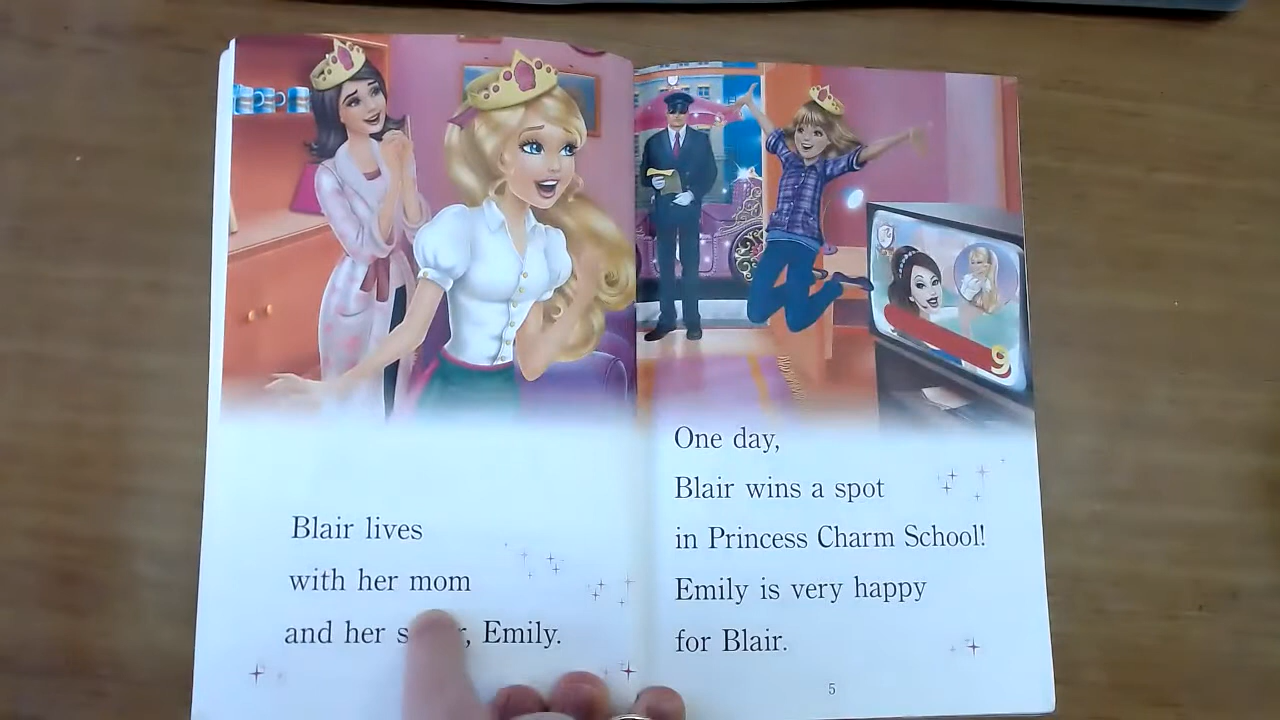 Blair lives
with her mom
and her , Emily.
One day,
Blair wins a spot
in Princess Charm School!
Emily is very happy
for Blair.
5
9